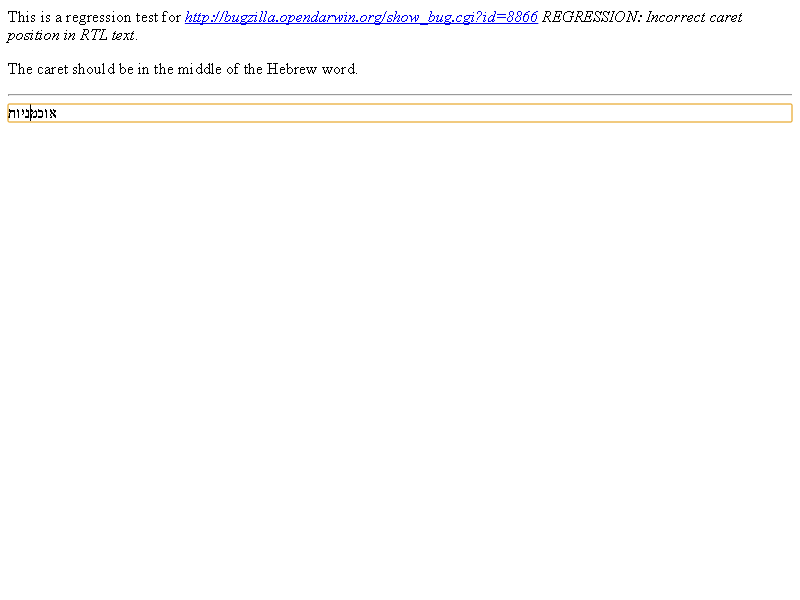 This is a regression test for http://bugzilla.opendarwin.org/show_bug.cgi?id=8866 REGRESSION: Incorrect caret
position in RTL text.
The caret should be in the middle of the Hebrew word.
אוכמניות